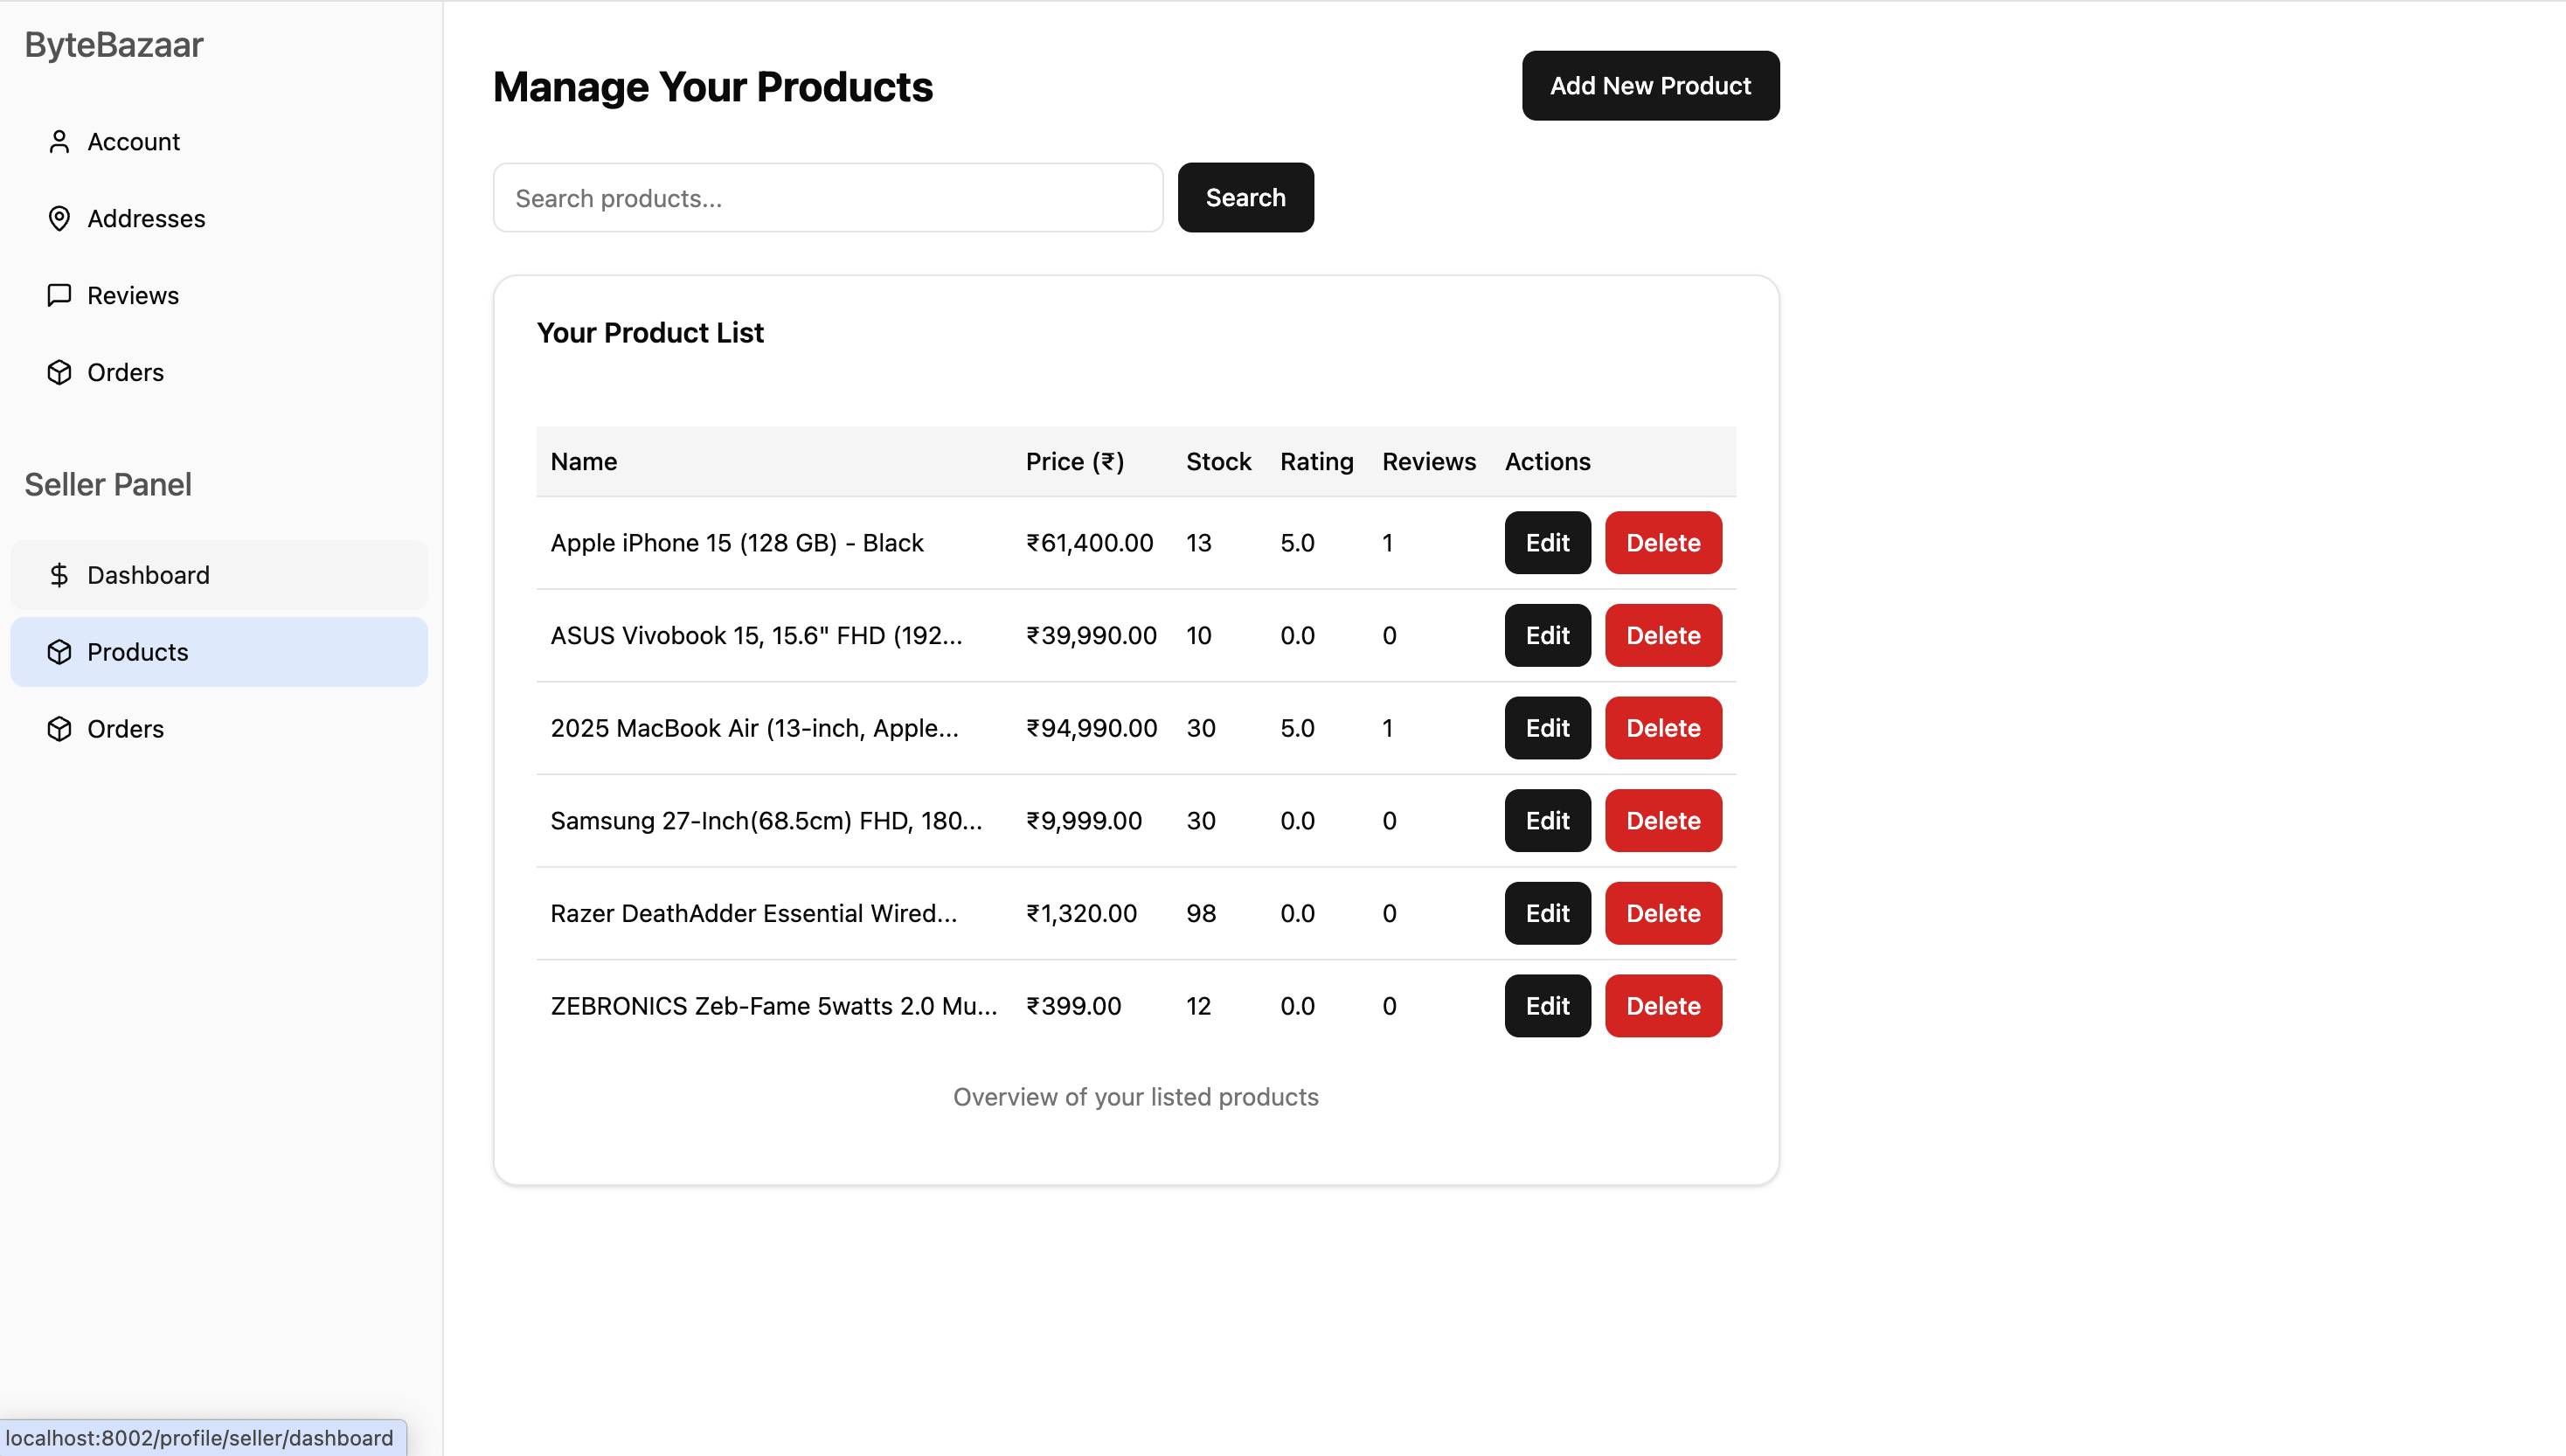 ByteBazaar
Account
Addresses
Reviews
Orders
Seller Panel
Dashboard
Products
Orders
Manage Your Products
Add New Product
Search products...
Search
Your Product List
Name Price (₹) Stock Rating Reviews Actions
Apple iPhone 15 (128 GB) - Black ₹61,400.00 13 5.0 1 Edit Delete
ASUS Vivobook 15, 15.6" FHD (192... ₹39,990.00 10 0.0 0 Edit Delete
2025 MacBook Air (13-inch, Apple... ₹94,990.00 30 5.0 1 Edit Delete
Samsung 27-Inch(68.5cm) FHD, 180... ₹9,999.00 30 0.0 0 Edit Delete
Razer DeathAdder Essential Wired... ₹1,320.00 98 0.0 0 Edit Delete
ZEBRONICS Zeb-Fame 5watts 2.0 Mu... ₹399.00 12 0.0 0 Edit Delete
Overview of your listed products
localhost:8002/profile/seller/dashboard